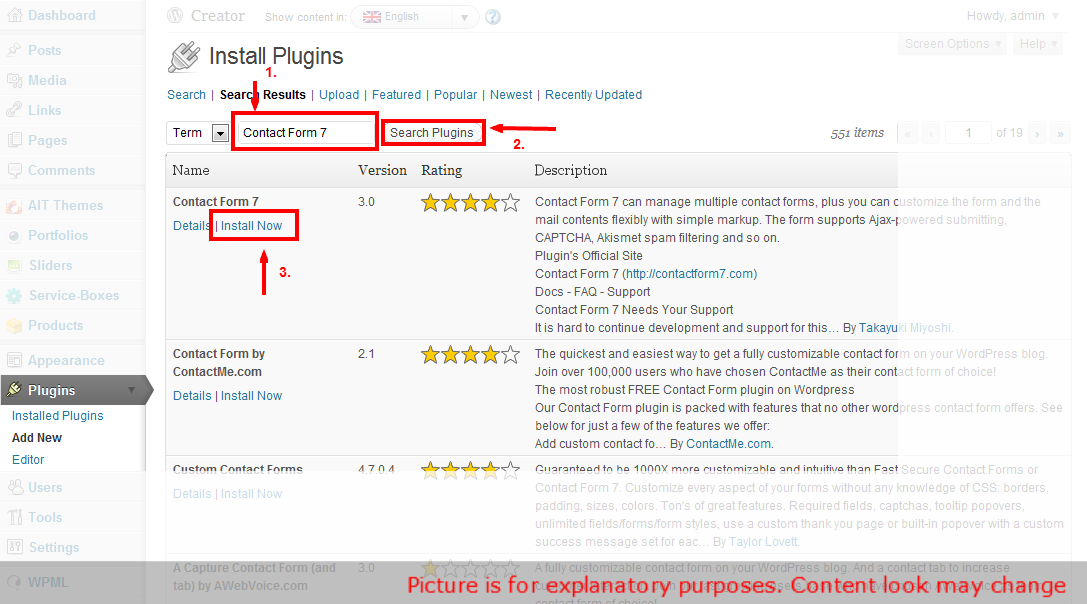 Dashboard
Posts
Media
Links
Pages
Comments
AIT Themes
Portfolios
Sliders
Service-Boxes
Products
Appearance
Plugins
Installed Plugins
Add New
Editor
Users
Tools
Settings
WPML
Creator Show content in: English ?
Howdy, admin
Screen Options Help
Install Plugins
1.
Search | Search Results | Upload | Featured | Popular | Newest | Recently Updated
Term Contact Form 7 Search Plugins
2.
551 items « ‹ 1 of 19 › »
Name Version Rating Description
Contact Form 7 3.0
Details | Install Now
3.
Contact Form 7 can manage multiple contact forms, plus you can customize the form and the
mail contents flexibly with simple markup. The form supports Ajax-powered submitting,
CAPTCHA, Akismet spam filtering and so on.
Plugin's Official Site
Contact Form 7 (http://contactform7.com)
Docs - FAQ - Support
Contact Form 7 Needs Your Support
It is hard to continue development and support for this… By Takayuki Miyoshi.
Contact Form by
ContactMe.com
2.1
Details | Install Now
The quickest and easiest way to get a fully customizable contact form on your WordPress blog.
Join over 100,000 users who have chosen ContactMe as their contact form of choice!
The most robust FREE Contact Form plugin on Wordpress
Our Contact Form plugin is packed with features that no other wordpress contact form offers. See
below for just a few of the features we offer:
Add custom contact fo… By ContactMe.com.
Custom Contact Forms 4.7.0.4
Details | Install Now
Guaranteed to be 1000X more customizable and intuitive than Fast Secure Contact Forms or
Contact Form 7. Customize every aspect of your forms without any knowledge of CSS: borders,
padding, sizes, colors. Ton's of great features. Required fields, captchas, tooltip popovers,
unlimited fields/forms/form styles, use a custom thank you page or built-in popover with a custom
success message set for eac… By Taylor Lovett.
A Capture Contact Form (and
tab) by AWebVoice.com
3.0
A fully customizable contact form on your WordPress blog. And a contact tab to increase
Picture is for explanatory purposes. Content look may change